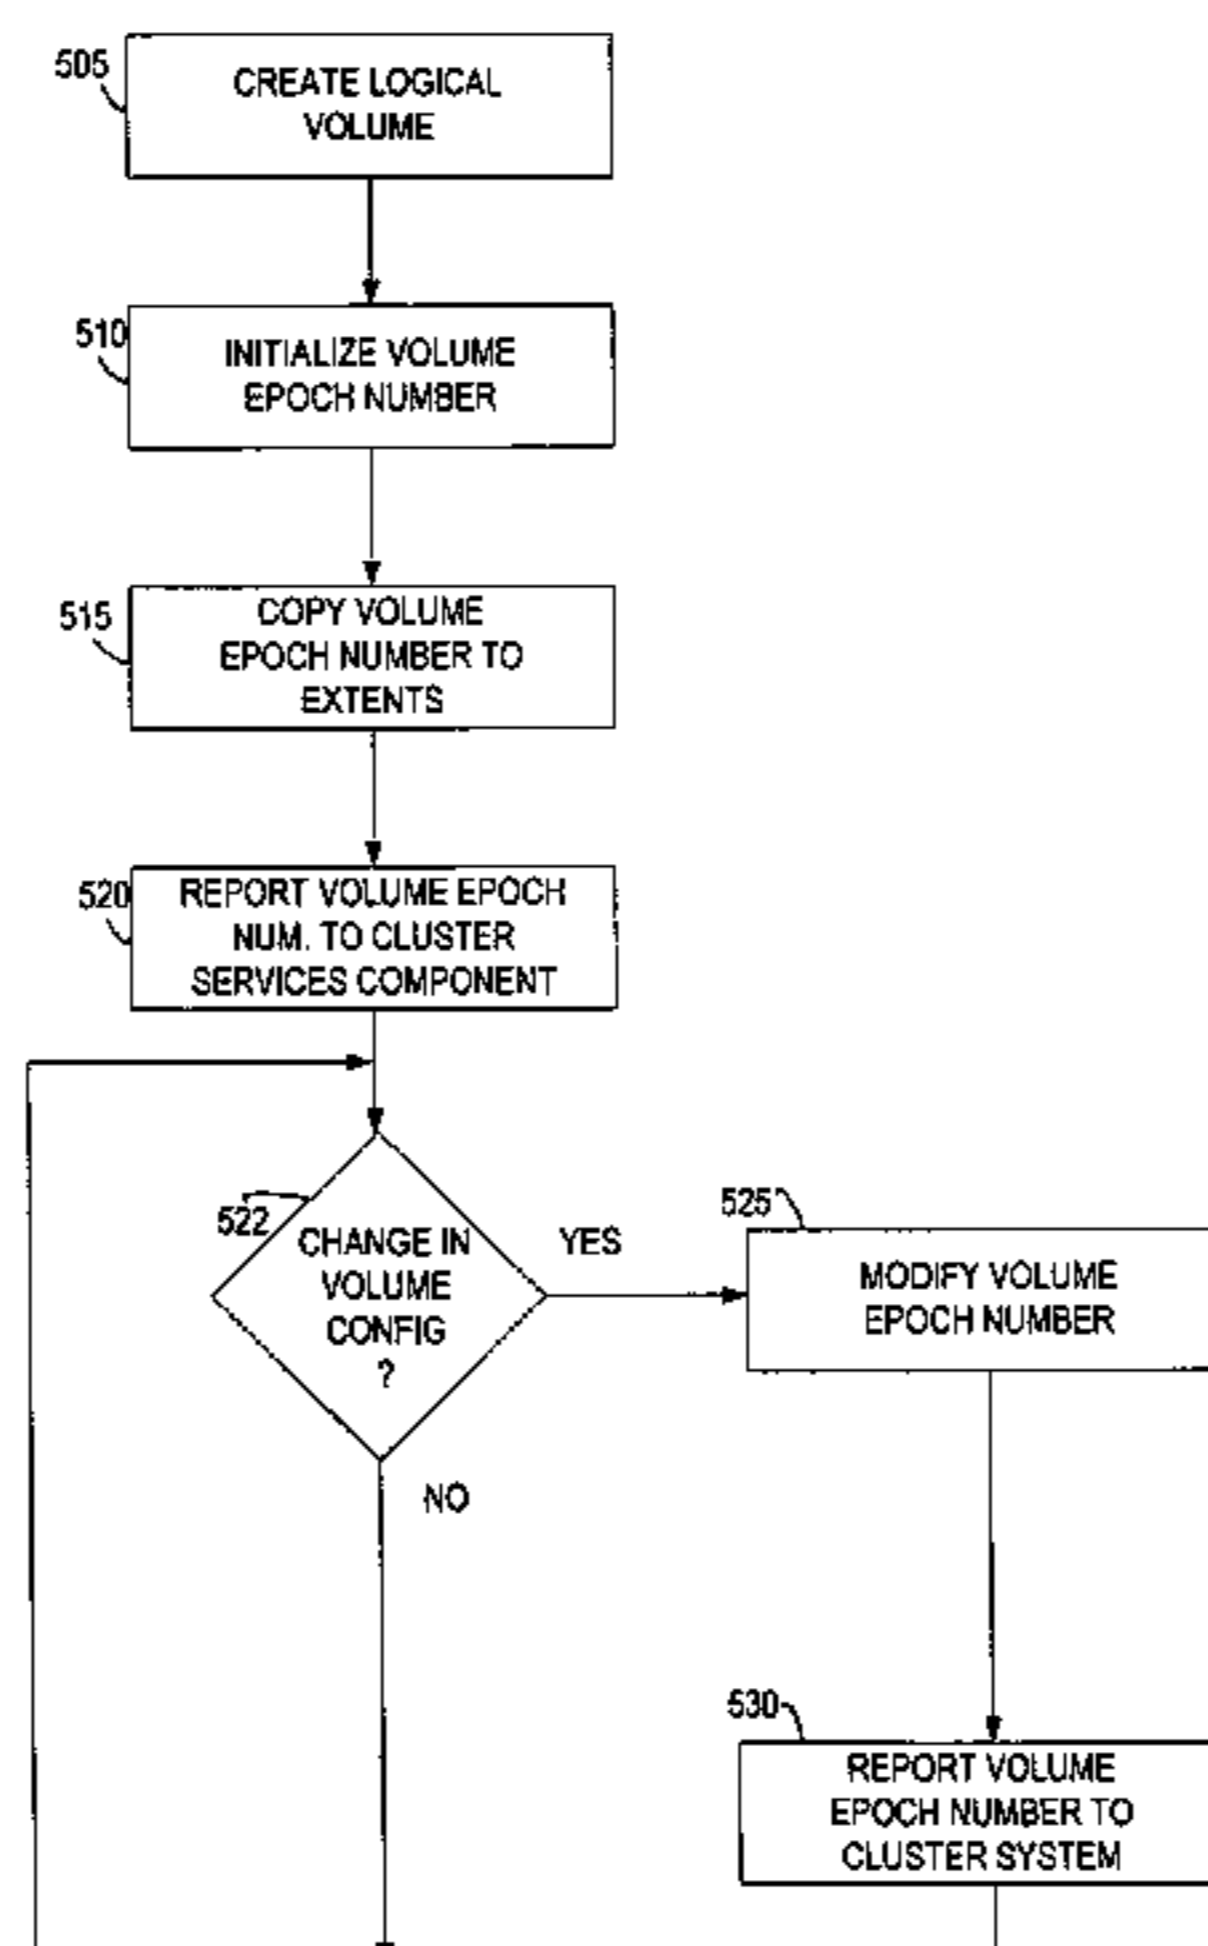 505
CREATE LOGICAL
VOLUME
510
INITIALIZE VOLUME
EPOCH NUMBER
515
COPY VOLUME
EPOCH NUMBER TO
EXTENTS
520
REPORT VOLUME EPOCH
NUM. TO CLUSTER
SERVICES COMPONENT
522
CHANGE IN
VOLUME
CONFIG
?
YES
NO
525
MODIFY VOLUME
EPOCH NUMBER
530
REPORT VOLUME
EPOCH NUMBER TO
CLUSTER SYSTEM